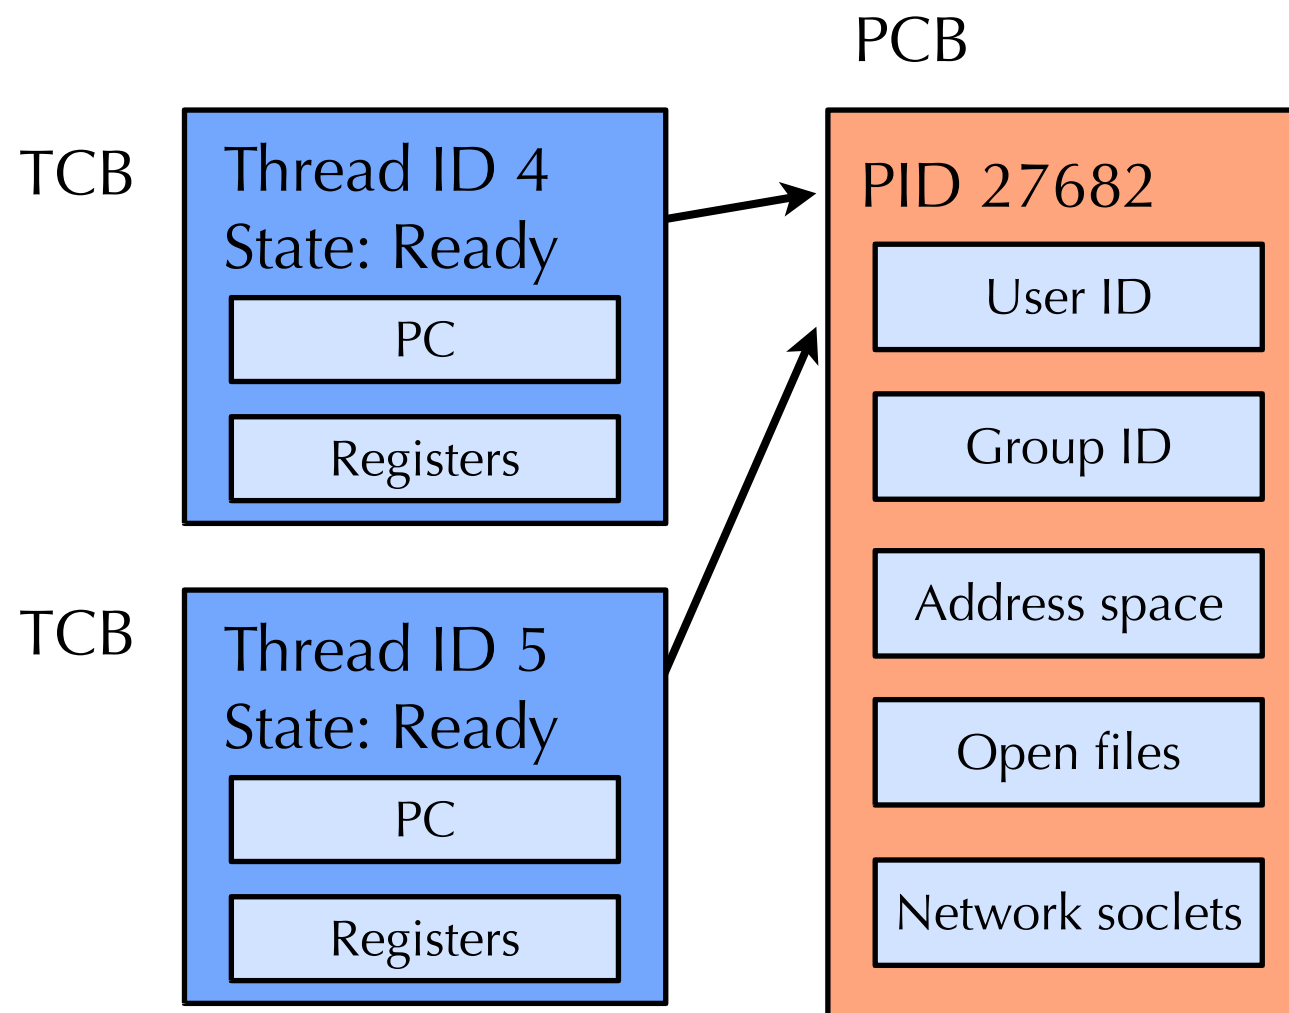 PCB
TCB
Thread ID 4
State: Ready
PC
Registers
TCB
Thread ID 5
State: Ready
PC
Registers
PID 27682
User ID
Group ID
Address space
Open files
Network soclets